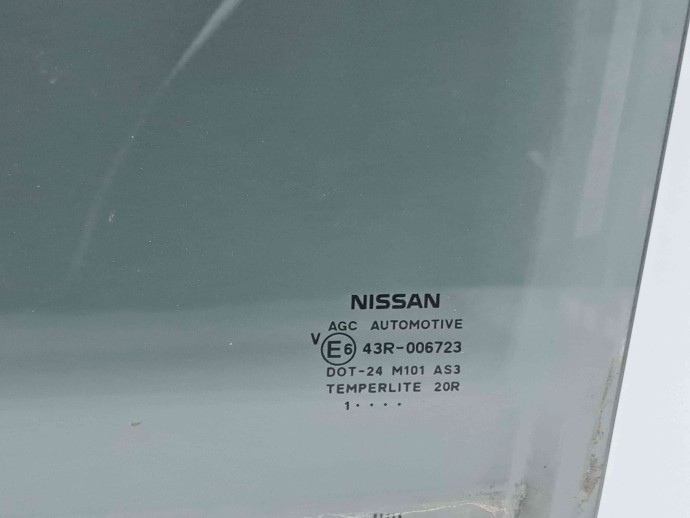 NISSAN
AGC AUTOMOTIVE
V E6 43R-006723
DOT-24 M101 AS3
TEMPERLITE 20R
1 ····